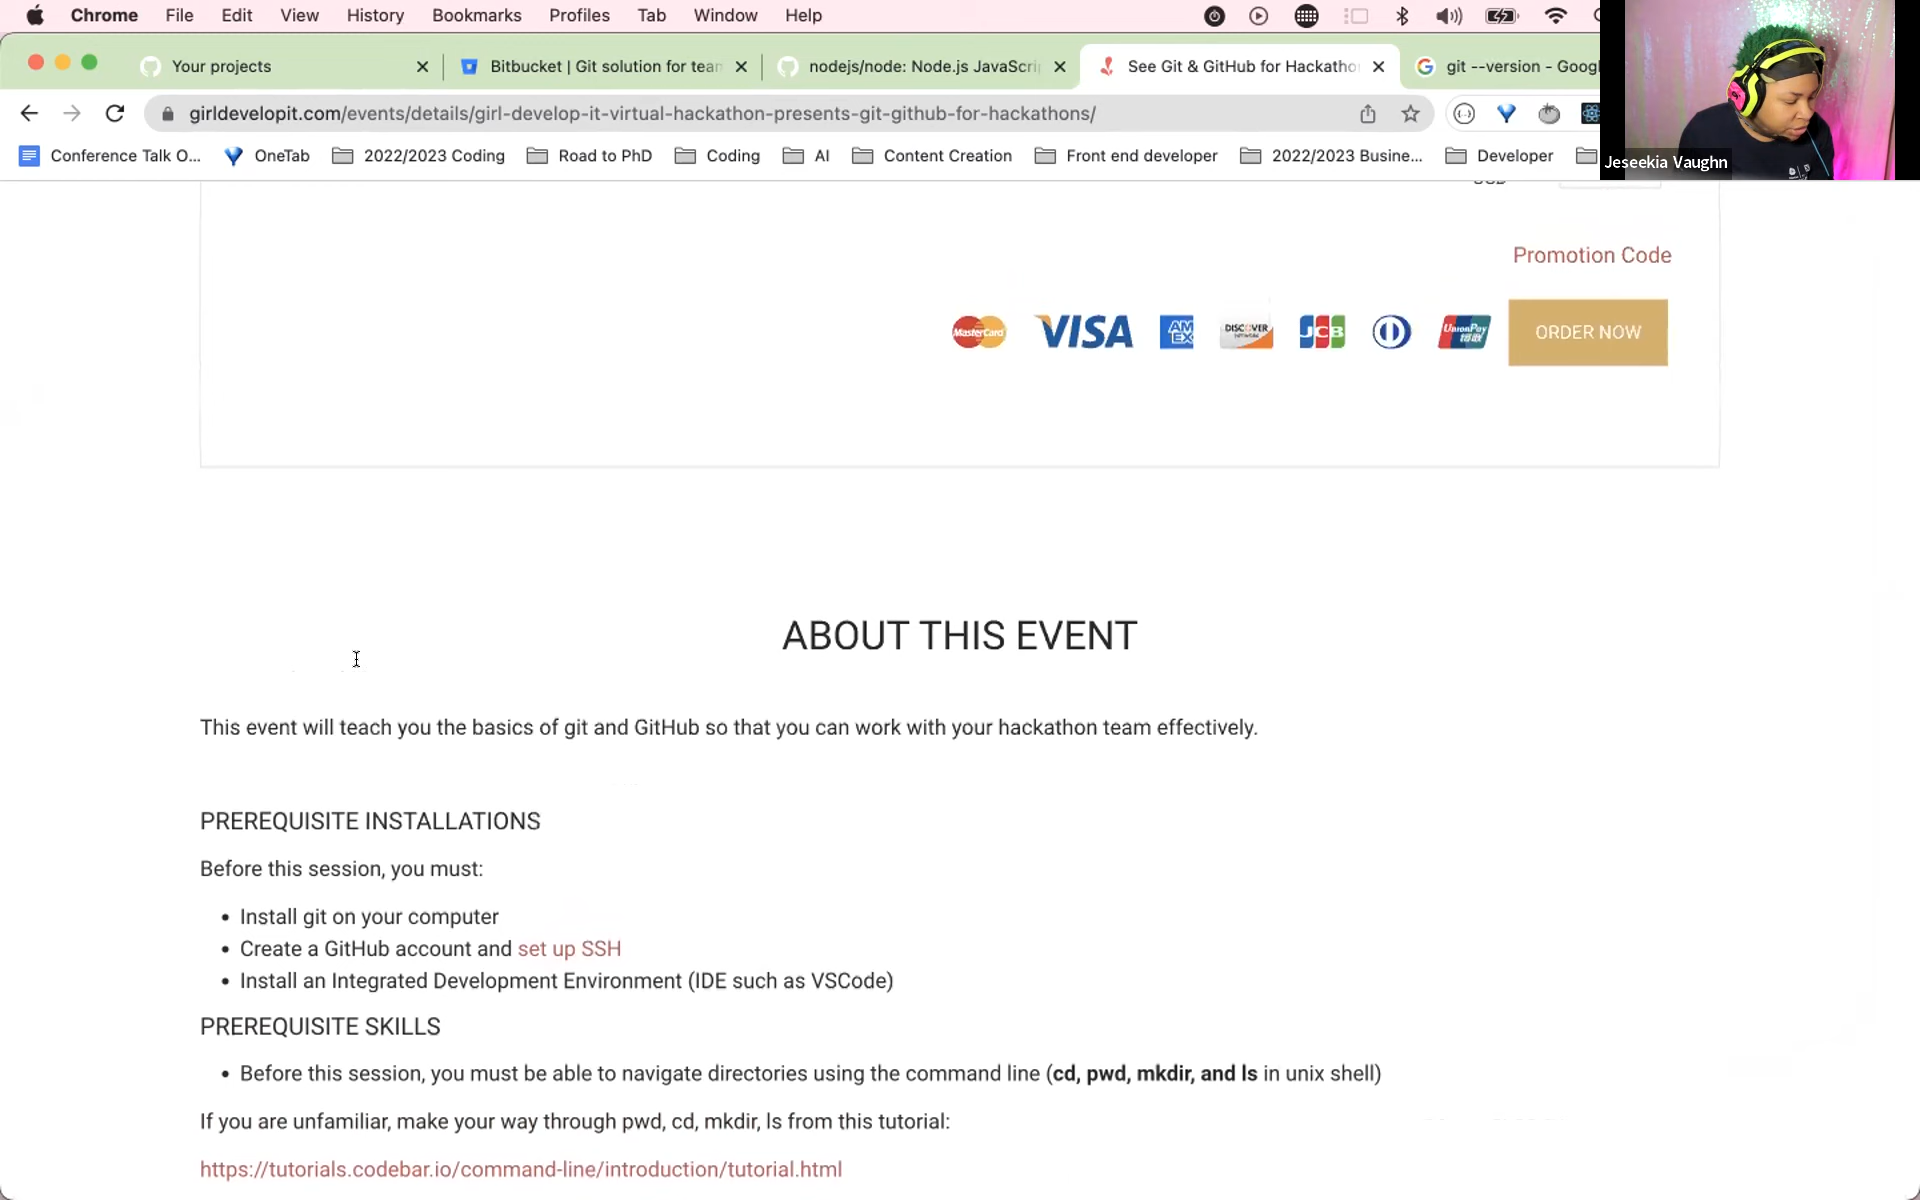 Chrome File Edit View History Bookmarks Profiles Tab Window Help
Your projects
Bitbucket | Git solution for team
nodejs/node: Node.js JavaScri
See Git & GitHub for Hackatho
git --version - Goog
girldevelopit.com/events/details/girl-develop-it-virtual-hackathon-presents-git-github-for-hackathons/
Conference Talk O... OneTab 2022/2023 Coding Road to PhD Coding AI Content Creation Front end developer 2022/2023 Busine... Developer
Jeseekia Vaughn
Promotion Code
MasterCard VISA AM EX DISCOVER JCB UnionPay ORDER NOW
ABOUT THIS EVENT
This event will teach you the basics of git and GitHub so that you can work with your hackathon team effectively.
PREREQUISITE INSTALLATIONS
Before this session, you must:
• Install git on your computer
• Create a GitHub account and set up SSH
• Install an Integrated Development Environment (IDE such as VSCode)
PREREQUISITE SKILLS
• Before this session, you must be able to navigate directories using the command line (cd, pwd, mkdir, and ls in unix shell)
If you are unfamiliar, make your way through pwd, cd, mkdir, ls from this tutorial:
https://tutorials.codebar.io/command-line/introduction/tutorial.html